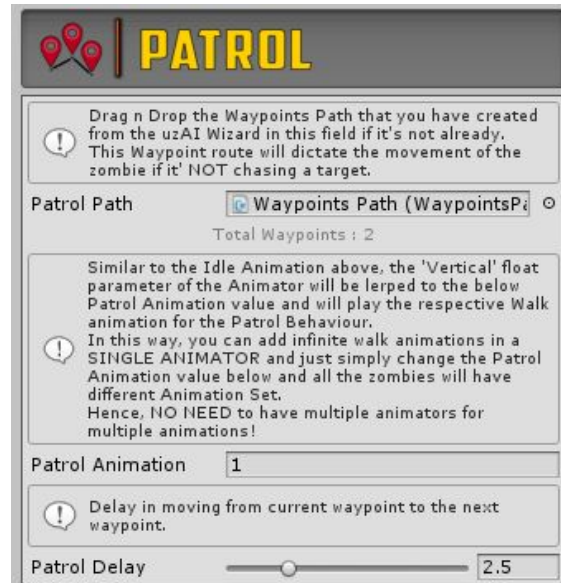 PATROL
Drag n Drop the Waypoints Path that you have created
from the uzAI Wizard in this field if it's not already.
This Waypoint route will dictate the movement of the
zombie if it' NOT chasing a target.
Patrol Path Waypoints Path (WaypointsPa
Total Waypoints : 2
Similar to the Idle Animation above, the 'Vertical' float
parameter of the Animator will be lerped to the below
Patrol Animation value and will play the respective Walk
animation for the Patrol Behaviour.
In this way, you can add infinite walk animations in a
SINGLE ANIMATOR and just simply change the Patrol
Animation value below and all the zombies will have
different Animation Set.
Hence, NO NEED to have multiple animators for
multiple animations!
Patrol Animation 1
Delay in moving from current waypoint to the next
waypoint.
Patrol Delay 2.5